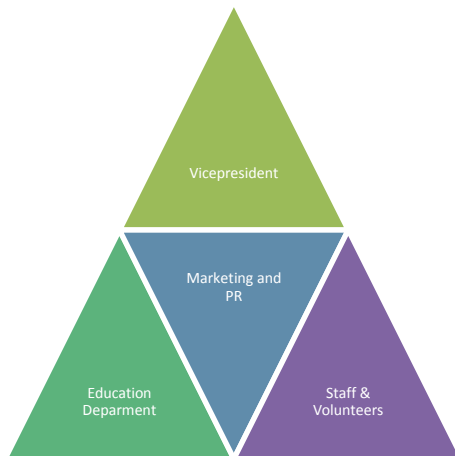 Vicepresident
Marketing and
PR
Education
Deparment
Staff &
Volunteers